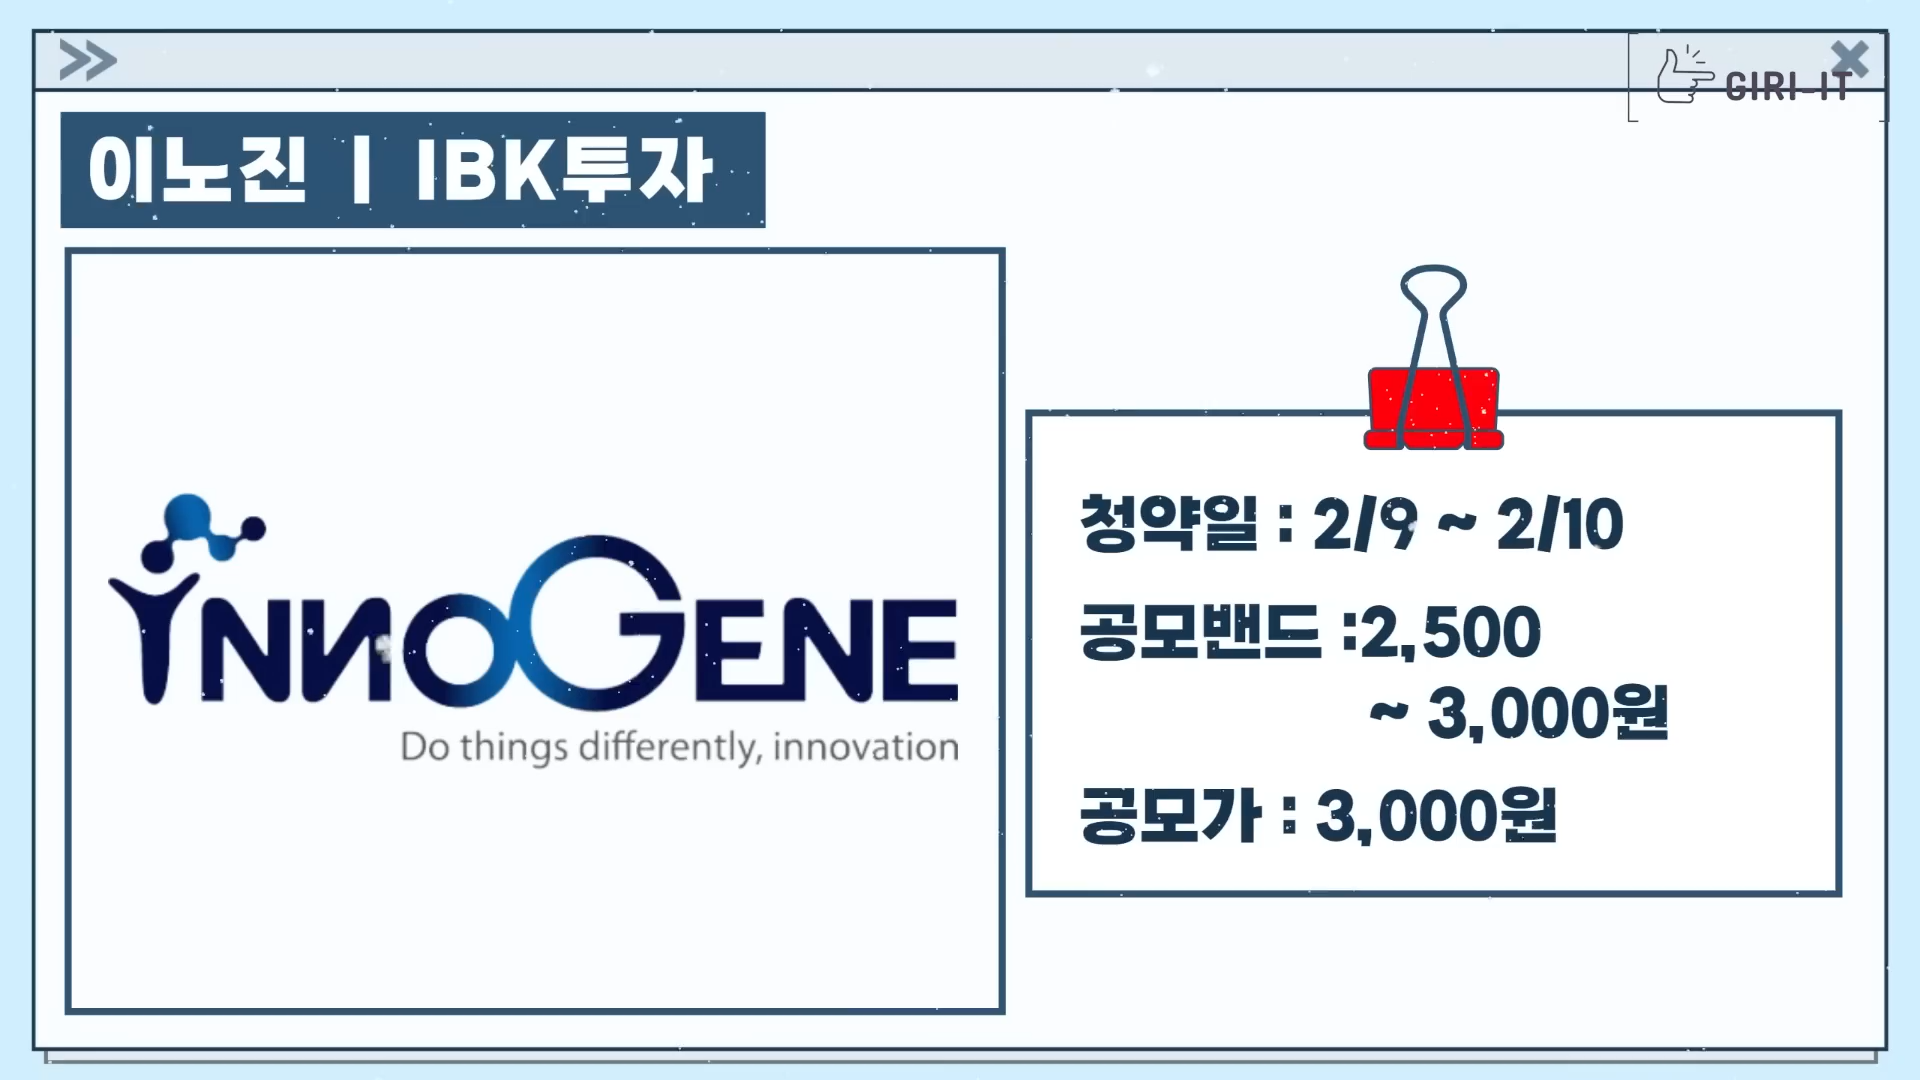 GIRI-IT
이노진 | IBK투자
INNOGENE
Do things differently, innovation
청약일 : 2/9 ~ 2/10
공모밴드 :2,500
~ 3,000원
공모가 : 3,000원